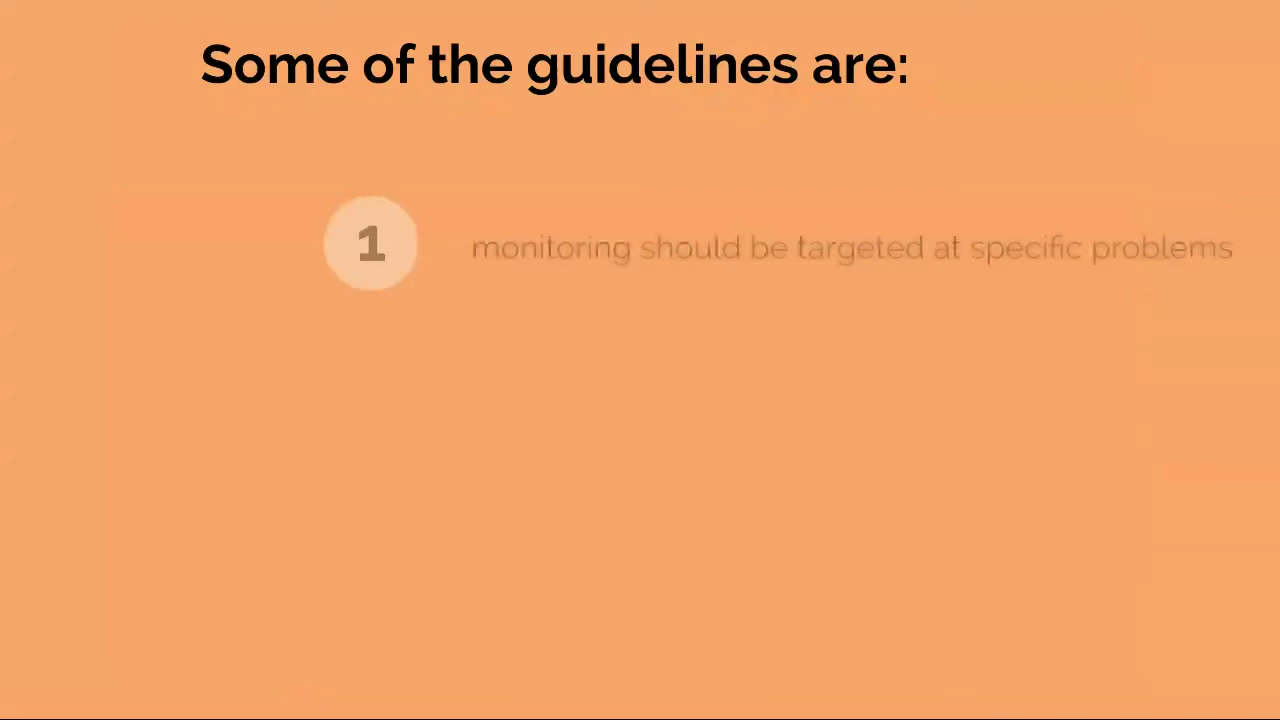 Some of the guidelines are:
1 monitoring should be targeted at specific problems